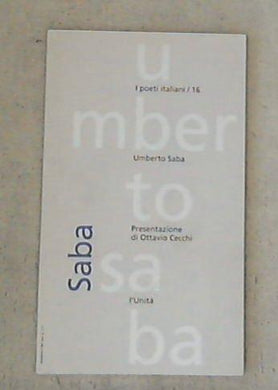 u
I poeti italiani / 16
mber
Umberto Saba
to
Presentazione
di Ottavio Cecchi
Saba
sa
l'Unità
ba